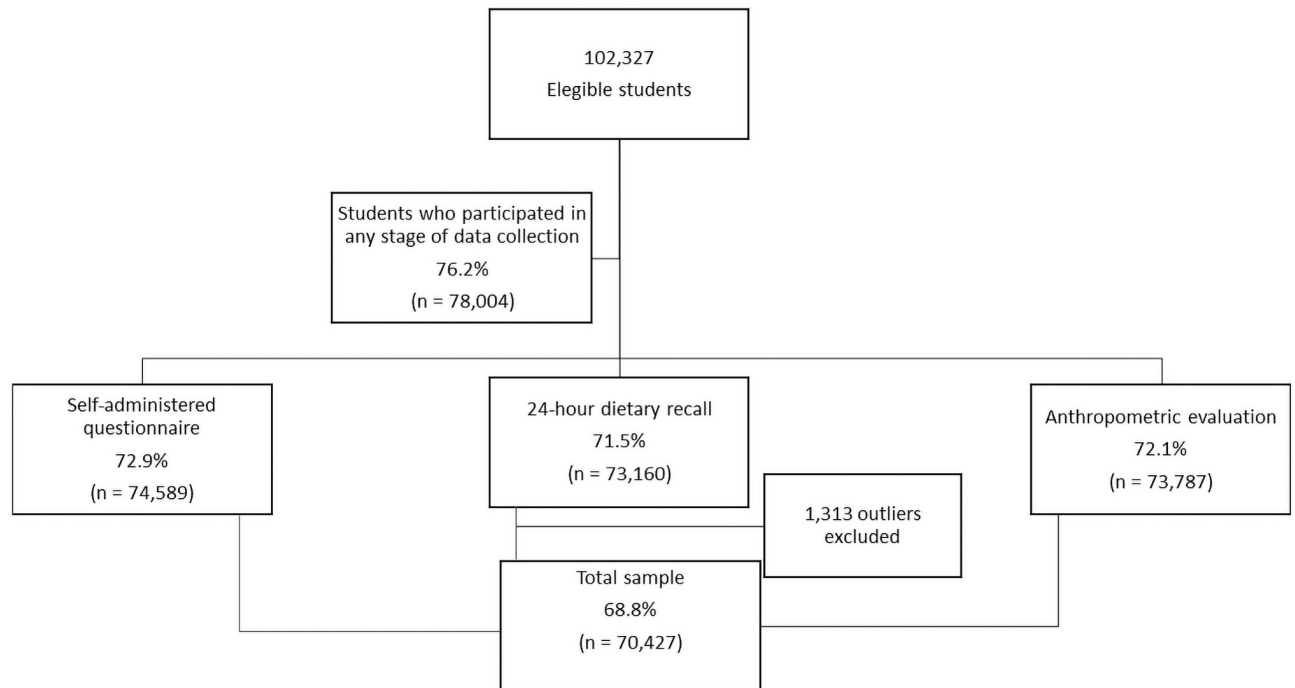 102,327
Elegible students
Students who participated in
any stage of data collection
76.2%
(n = 78,004)
Self-administered
questionnaire
72.9%
(n = 74,589)
24-hour dietary recall
71.5%
(n = 73,160)
Anthropometric evaluation
72.1%
(n = 73,787)
1,313 outliers
excluded
Total sample
68.8%
(n = 70,427)